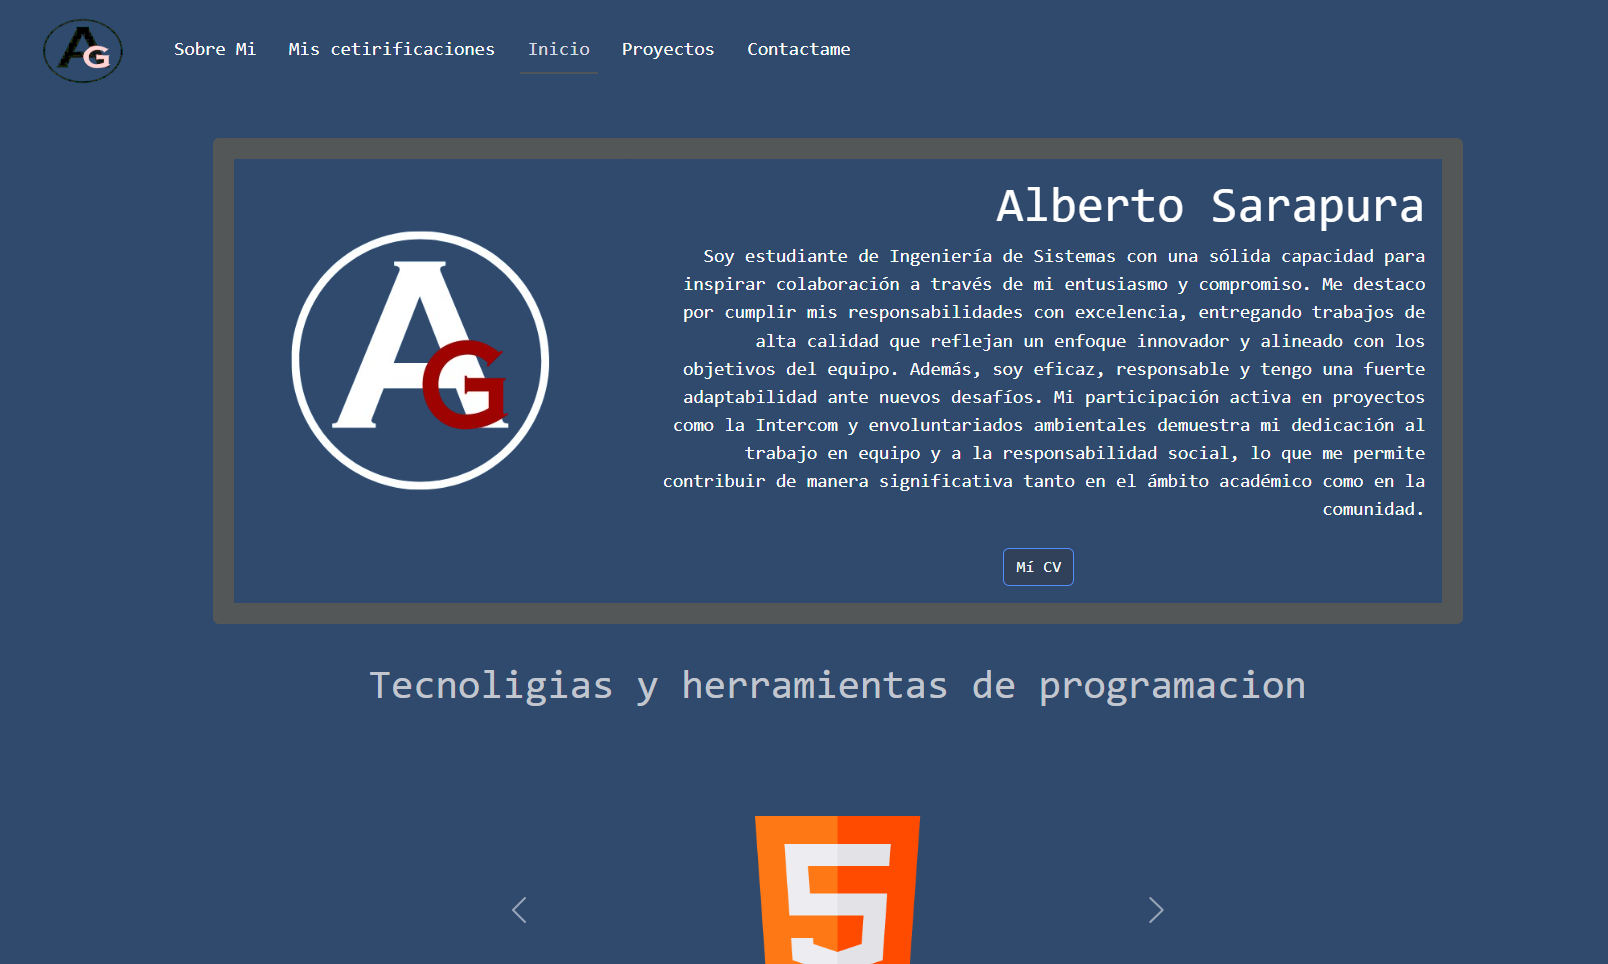 AG
Sobre Mi Mis cetirificaciones Inicio Proyectos Contactame
AG
Alberto Sarapura
Soy estudiante de Ingeniería de Sistemas con una sólida capacidad para
inspirar colaboración a través de mi entusiasmo y compromiso. Me destaco
por cumplir mis responsabilidades con excelencia, entregando trabajos de
alta calidad que reflejan un enfoque innovador y alineado con los
objetivos del equipo. Además, soy eficaz, responsable y tengo una fuerte
adaptabilidad ante nuevos desafíos. Mi participación activa en proyectos
como la Intercom y envoluntariados ambientales demuestra mi dedicación al
trabajo en equipo y a la responsabilidad social, lo que me permite
contribuir de manera significativa tanto en el ámbito académico como en la
comunidad.
Mí CV
Tecnoligias y herramientas de programacion
5